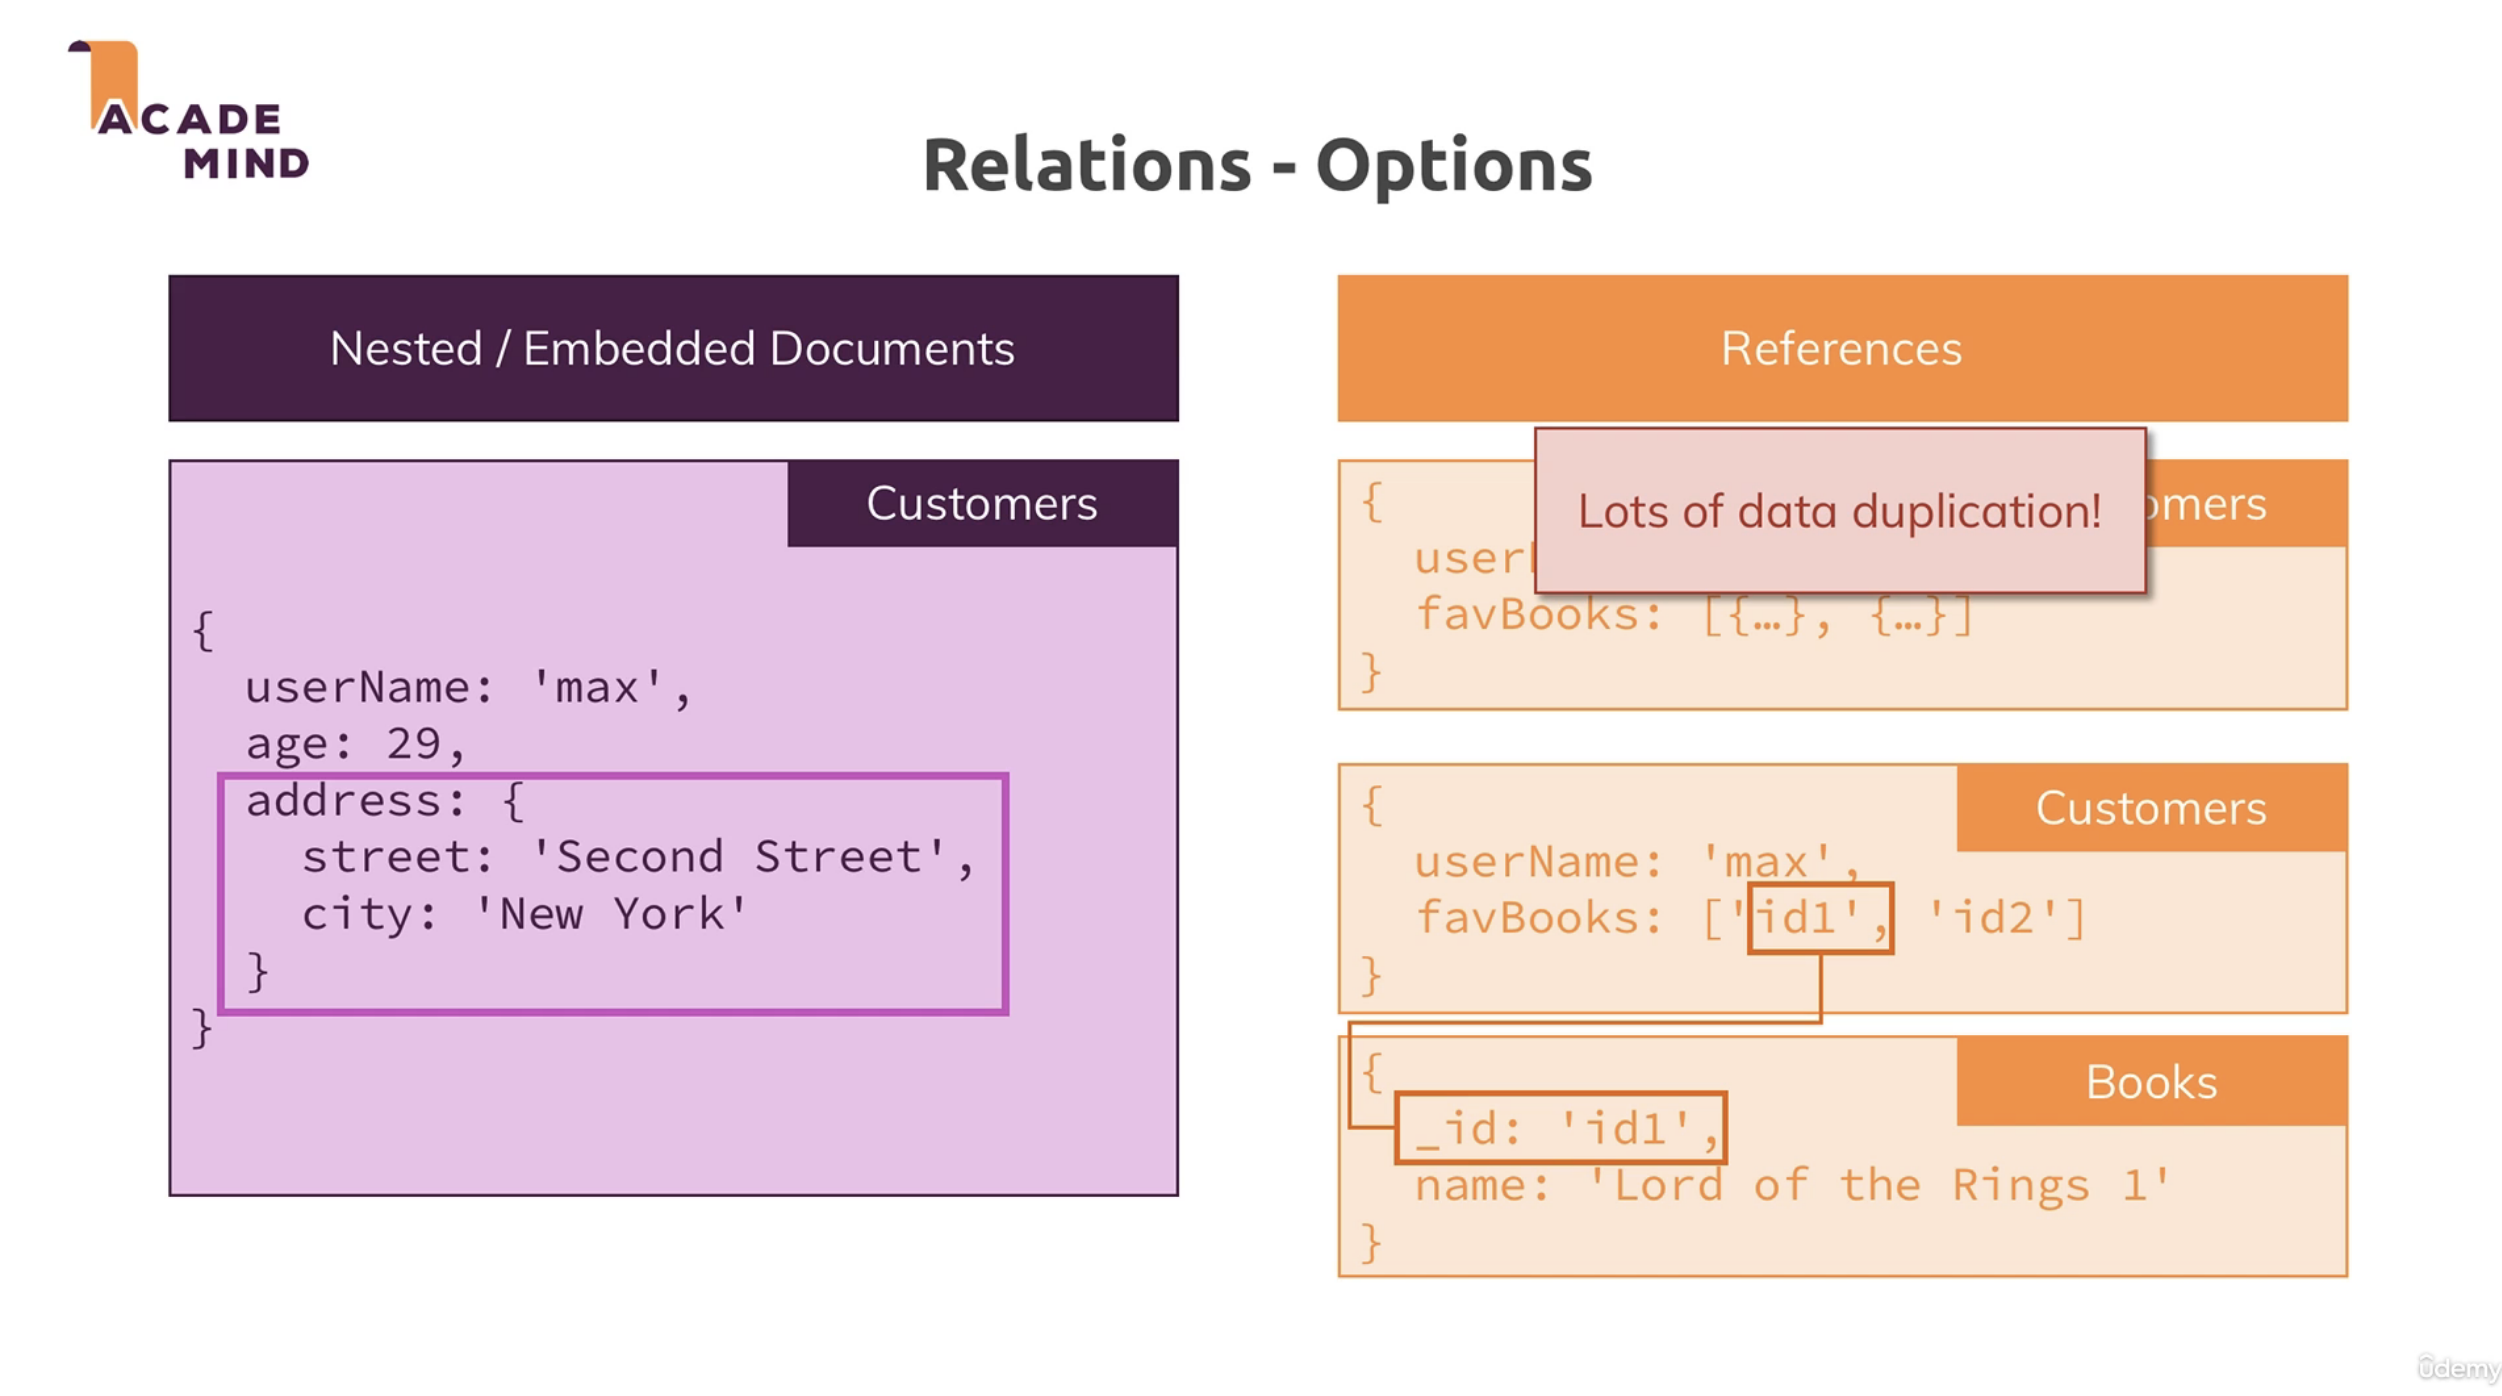 ACADE
MIND
Relations - Options
Nested / Embedded Documents
Customers
{
userName: 'max',
age: 29,
address: {
street: 'Second Street',
city: 'New York'
}
}
References
Lots of data duplication!
omers
{
user
favBooks: [{…}, {…}]
}
Customers
{
userName: 'max',
favBooks: ['id1', 'id2']
}
Books
{
_id: 'id1',
name: 'Lord of the Rings 1'
}
ûdemy